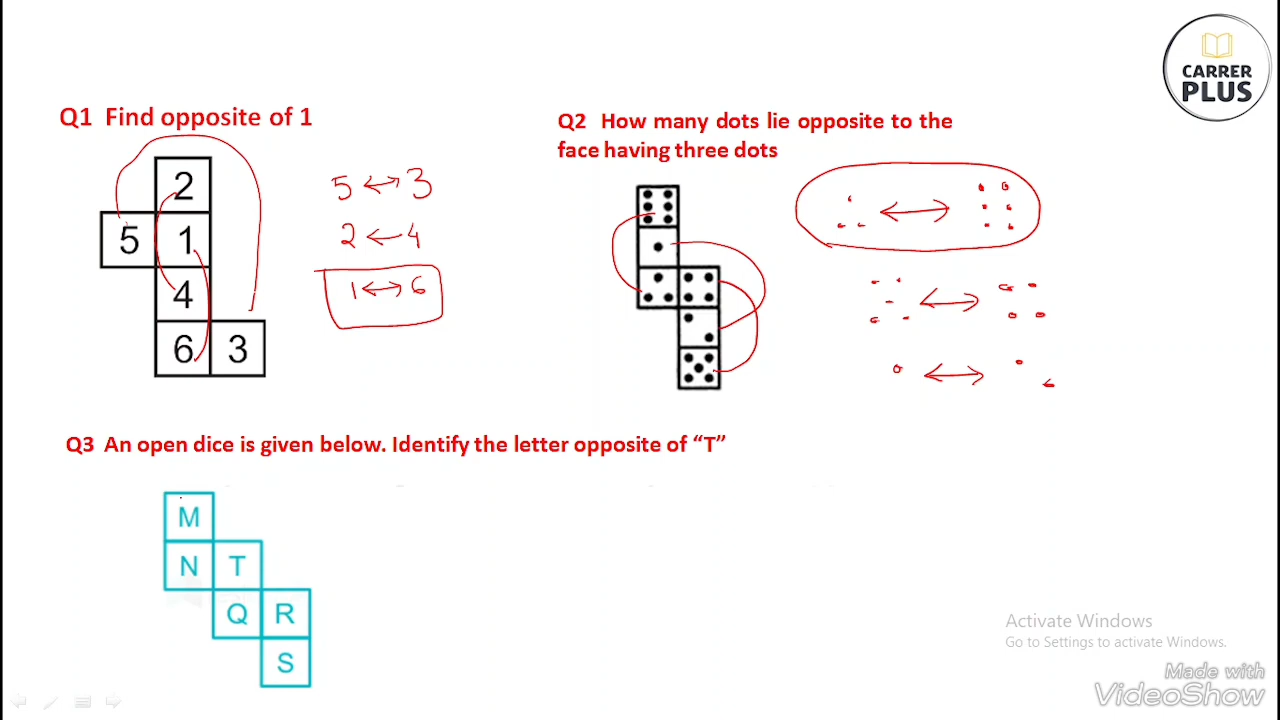 CARRER
PLUS
Q1 Find opposite of 1
2
5 1
4
6 3
5 ↔ 3
2 ← 4
1 ↔ 6
Q2 How many dots lie opposite to the
face having three dots
Q3 An open dice is given below. Identify the letter opposite of “T”
M
N T
Q R
S
Activate Windows
Go to Settings to activate Windows.
Made with
VideoShow